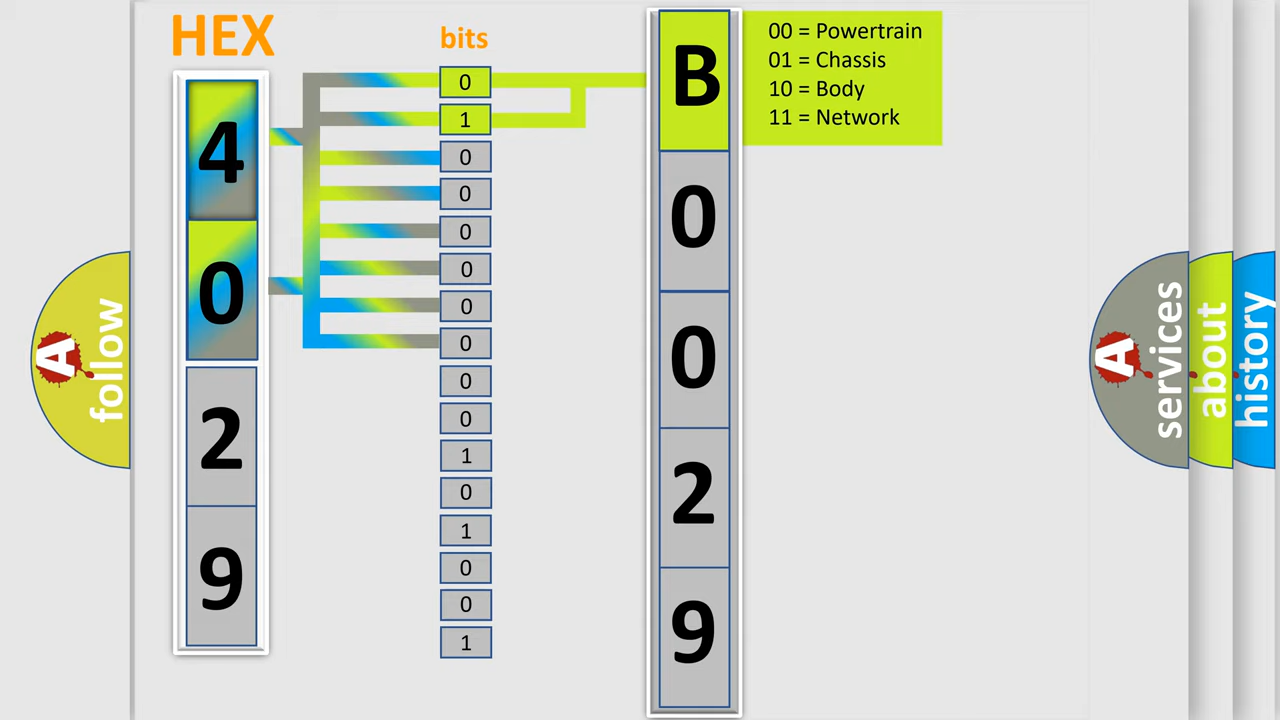 HEX
bits
4
0
2
9
0
1
0
0
0
0
0
0
0
0
1
0
1
0
0
1
B
0
0
2
9
00 = Powertrain
01 = Chassis
10 = Body
11 = Network
A
follow
A
services
about
history